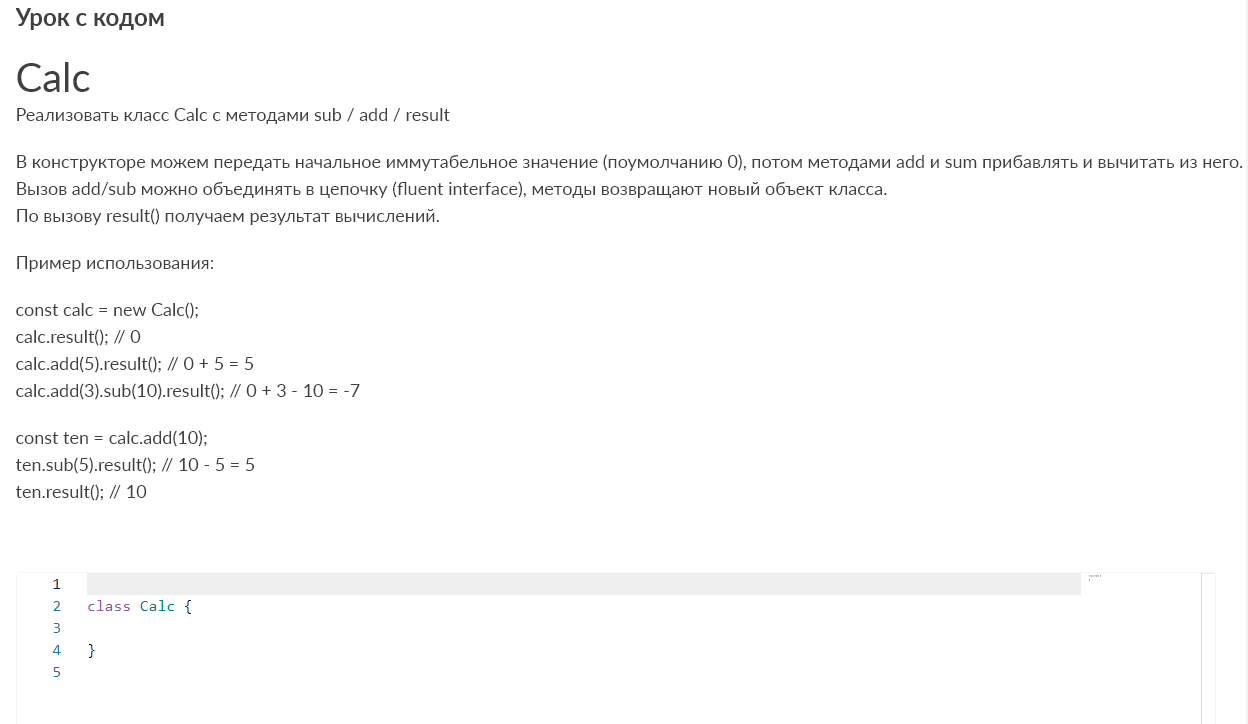 Урок с кодом
Calc
Реализовать класс Calc с методами sub / add / result
В конструкторе можем передать начальное иммутабельное значение (поумолчанию 0), потом методами add и sum прибавлять и вычитать из него.
Вызов add/sub можно объединять в цепочку (fluent interface), методы возвращают новый объект класса.
По вызову result() получаем результат вычислений.
Пример использования:
const calc = new Calc();
calc.result(); // 0
calc.add(5).result(); // 0 + 5 = 5
calc.add(3).sub(10).result(); // 0 + 3 - 10 = -7
const ten = calc.add(10);
ten.sub(5).result(); // 10 - 5 = 5
ten.result(); // 10
1
2 class Calc {
3
4 }
5